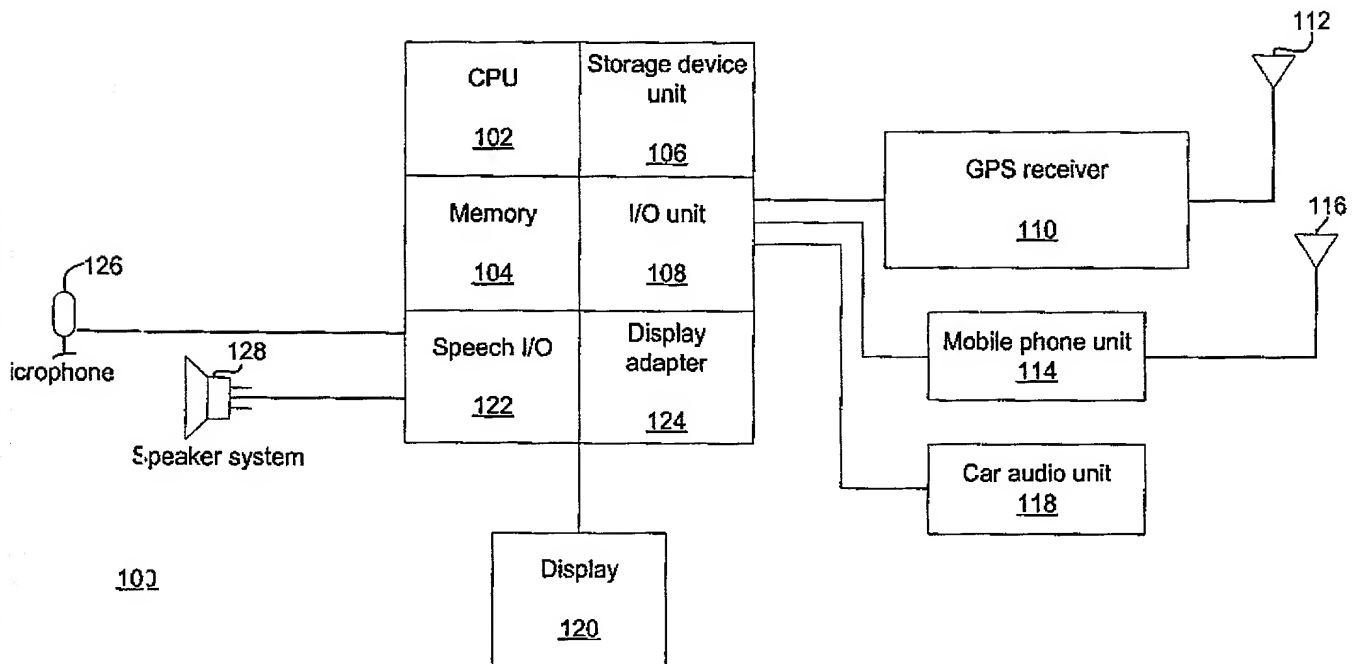 CPU
102
Storage device
unit
106
Memory
104
I/O unit
108
Speech I/O
122
Display
adapter
124
GPS receiver
110
112
116
Mobile phone unit
114
Car audio unit
118
126
icrophone
128
Speaker system
Display
120
100